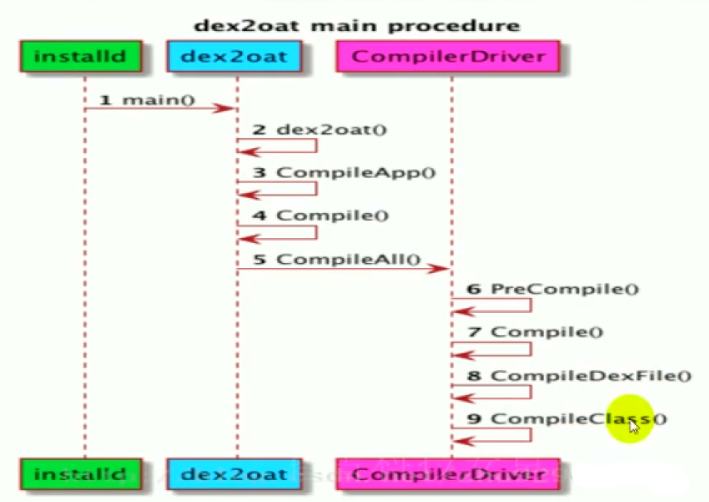 dex2oat main procedure
installd dex2oat CompilerDriver
1 main()
2 dex2oat()
3 CompileApp()
4 Compile()
5 CompileAll()
6 PreCompile()
7 Compile()
8 CompileDexFile()
9 CompileClass()
installd dex2oat CompilerDriver